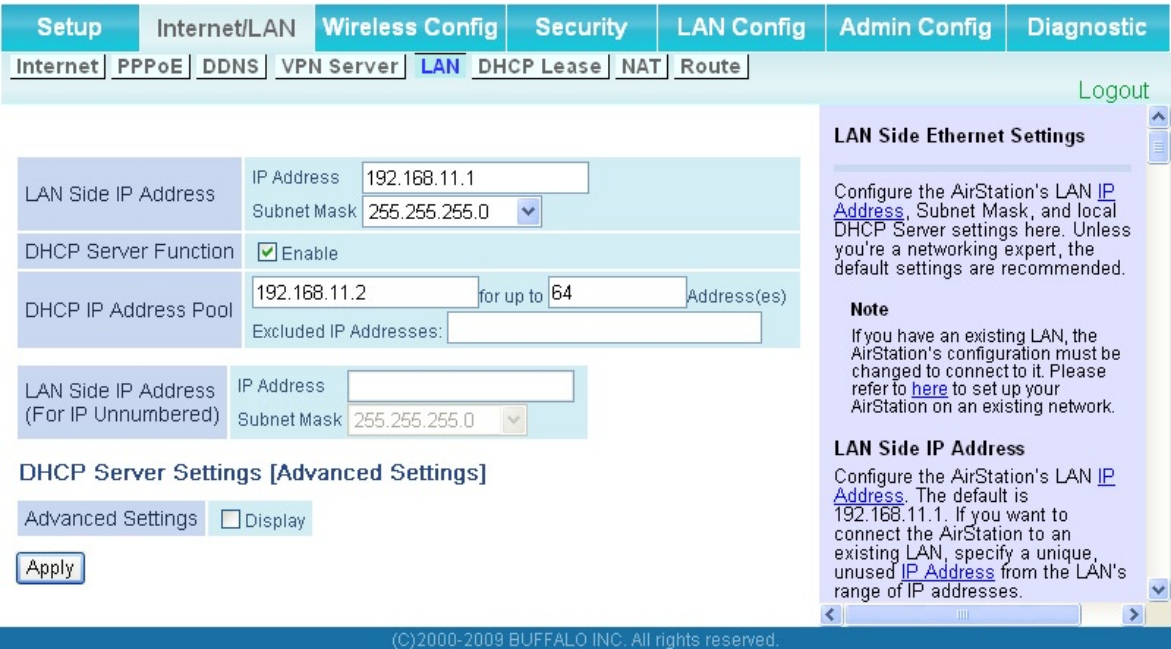 Setup Internet/LAN Wireless Config Security LAN Config Admin Config Diagnostic
Internet PPPoE DDNS VPN Server LAN DHCP Lease NAT Route
Logout
LAN Side IP Address
IP Address 192.168.11.1
Subnet Mask 255.255.255.0
DHCP Server Function Enable
DHCP IP Address Pool
192.168.11.2 for up to 64 Address(es)
Excluded IP Addresses:
LAN Side IP Address
(For IP Unnumbered)
IP Address
Subnet Mask 255.255.255.0
DHCP Server Settings [Advanced Settings]
Advanced Settings Display
Apply
LAN Side Ethernet Settings
Configure the AirStation's LAN IP
Address, Subnet Mask, and local
DHCP Server settings here. Unless
you're a networking expert, the
default settings are recommended.
Note
If you have an existing LAN, the
AirStation's configuration must be
changed to connect to it. Please
refer to here to set up your
AirStation on an existing network.
LAN Side IP Address
Configure the AirStation's LAN IP
Address. The default is
192.168.11.1. If you want to
connect the AirStation to an
existing LAN, specify a unique,
unused IP Address from the LAN's
range of IP addresses.
(C)2000-2009 BUFFALO INC. All rights reserved.